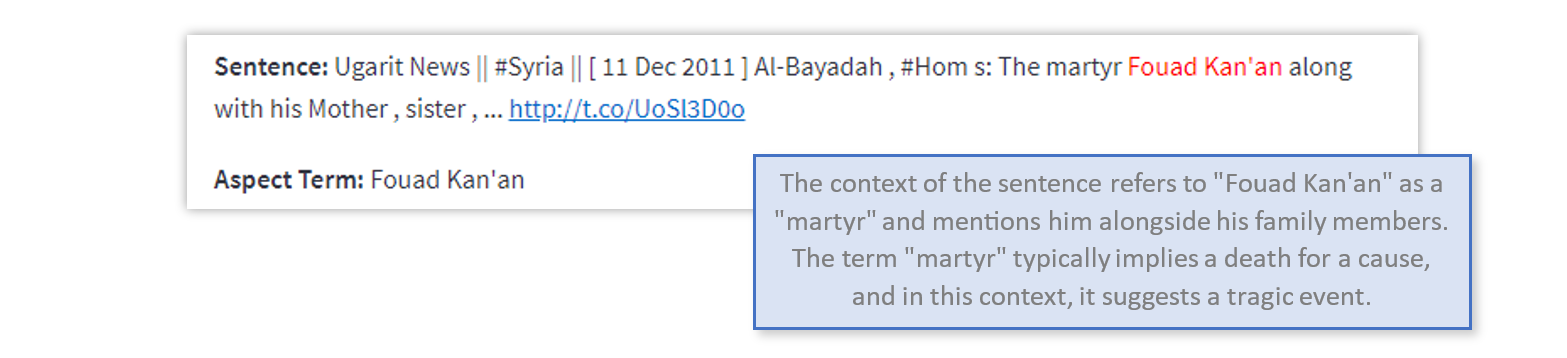 Sentence: Ugarit News || #Syria || [ 11 Dec 2011 ] Al-Bayadah , #Hom s: The martyr Fouad Kan'an along
with his Mother , sister , ... http://t.co/UoSl3D0o
Aspect Term: Fouad Kan'an
The context of the sentence refers to "Fouad Kan'an" as a
"martyr" and mentions him alongside his family members.
The term "martyr" typically implies a death for a cause,
and in this context, it suggests a tragic event.